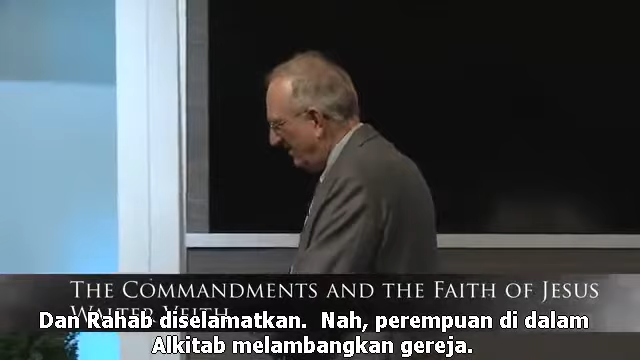 The Commandments and the Faith of Jesus
Walter Veith
Dan Rahab diselamatkan. Nah, perempuan di dalam
Alkitab melambangkan gereja.